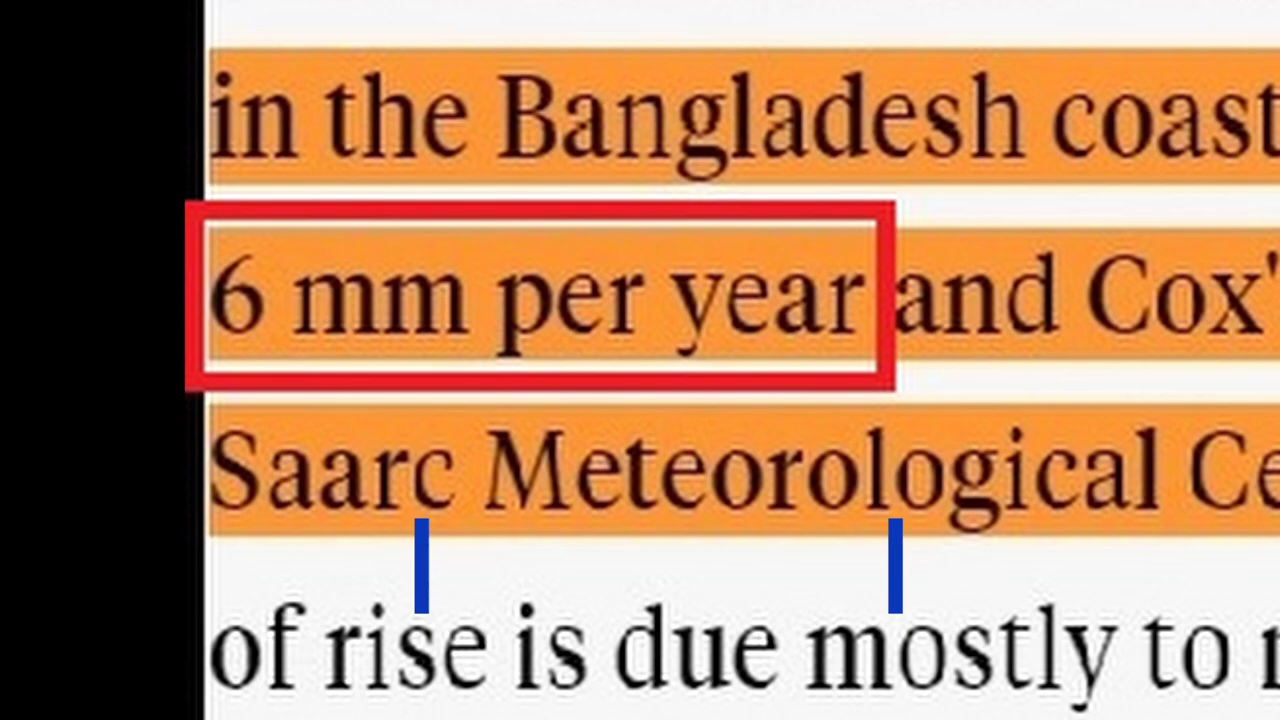 in the Bangladesh coast
6 mm per year and Cox'
Saarc Meteorological Ce
of rise is due mostly to